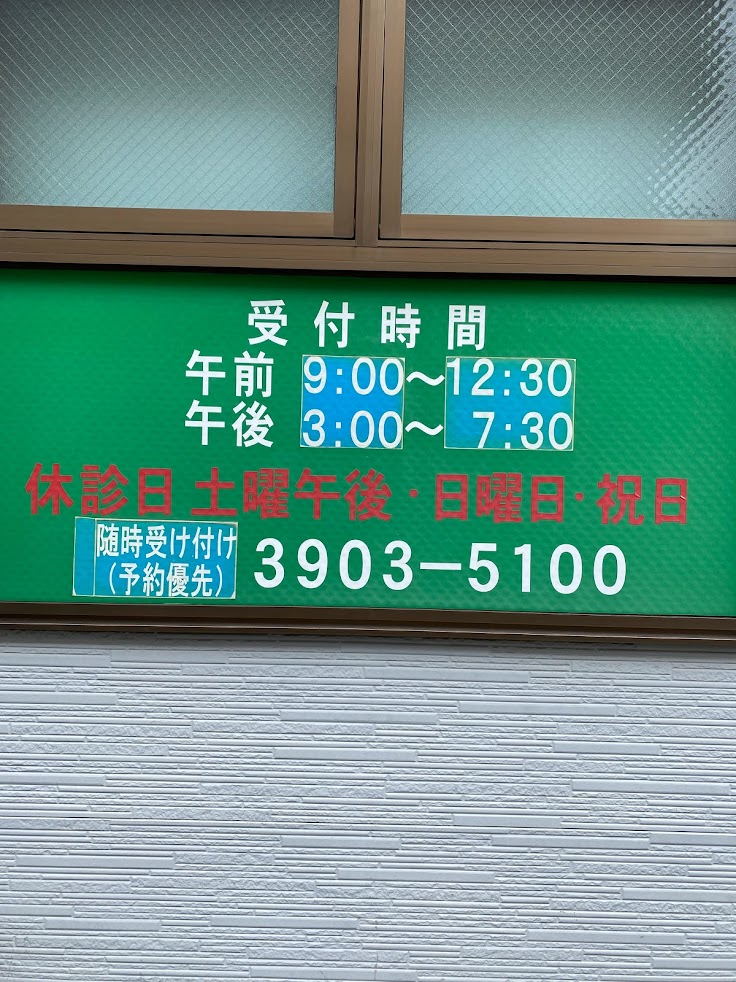 受付時間
午前 9:00〜12:30
午後 3:00〜 7:30
休診日 土曜午後・日曜日・祝日
随時受け付け
（予約優先） 3903−5100